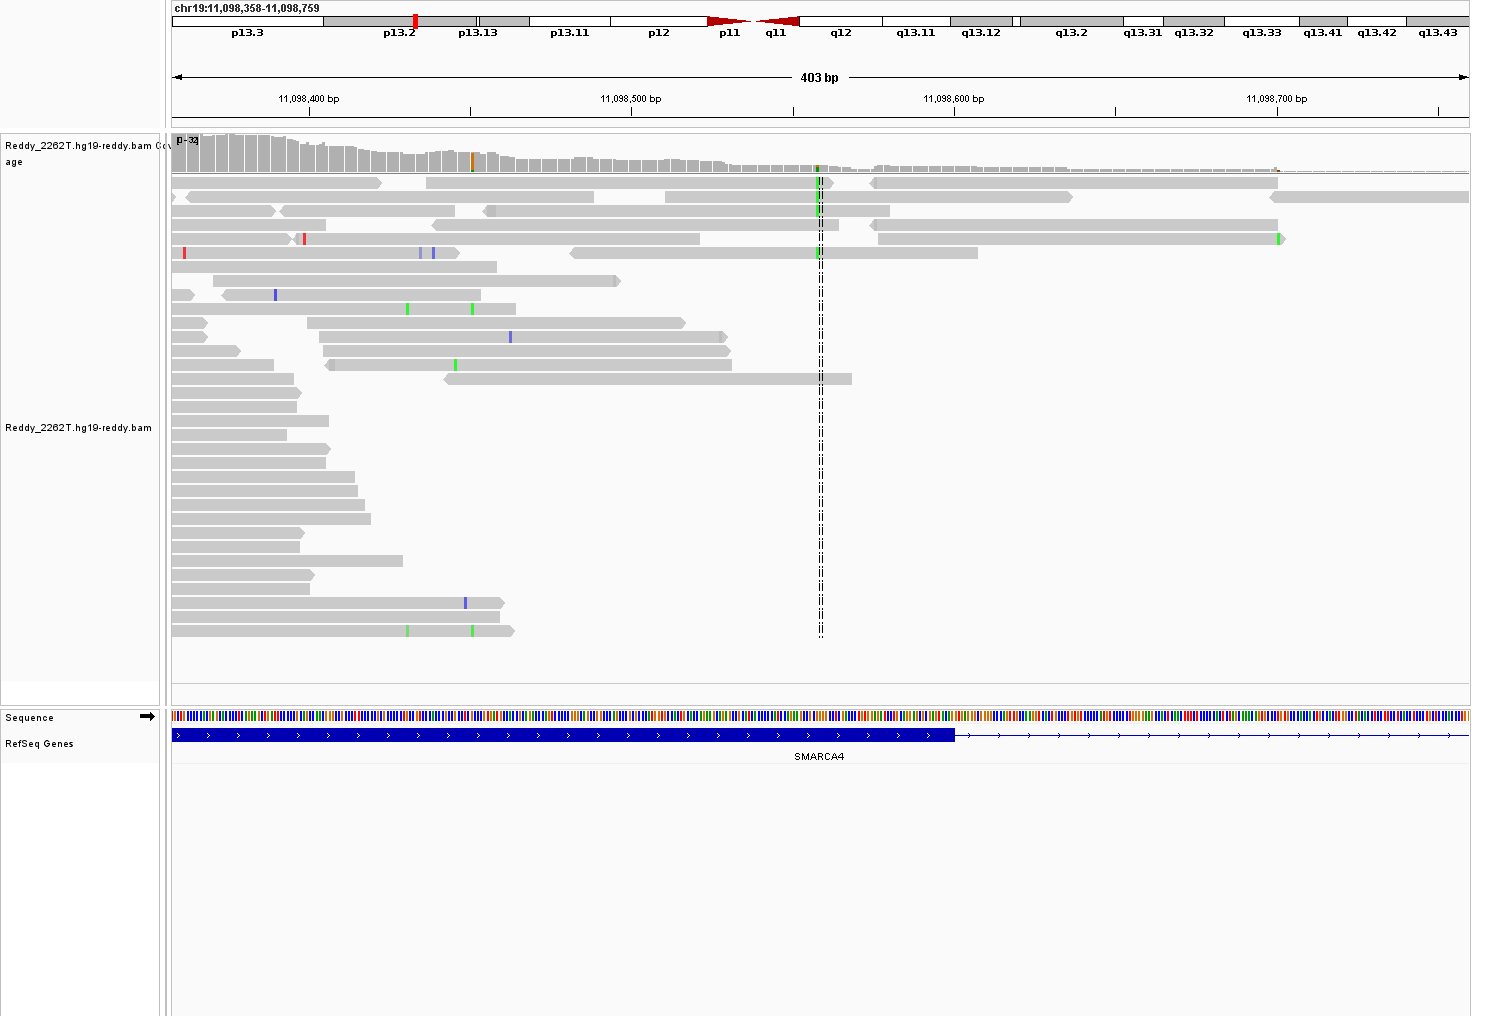 chr19:11,098,358-11,098,759
p13.3 p13.2 p13.13 p13.11 p12 p11 q11 q12 q13.11 q13.12 q13.2 q13.31 q13.32 q13.33 q13.41 q13.42 q13.43
403 bp
11,098,400 bp 11,098,500 bp 11,098,600 bp 11,098,700 bp
[0 - 32]
Reddy_2262T.hg19-reddy.bam Cov
age
Reddy_2262T.hg19-reddy.bam
Sequence
RefSeq Genes
SMARCA4